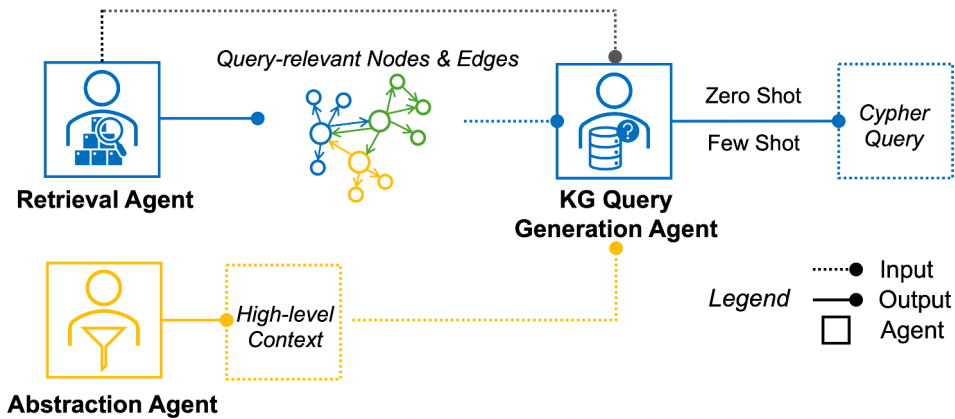 Query-relevant Nodes & Edges
Retrieval Agent
?
KG Query
Generation Agent
Zero Shot
Few Shot
Cypher
Query
Abstraction Agent
High-level
Context
Legend
Input
Output
Agent